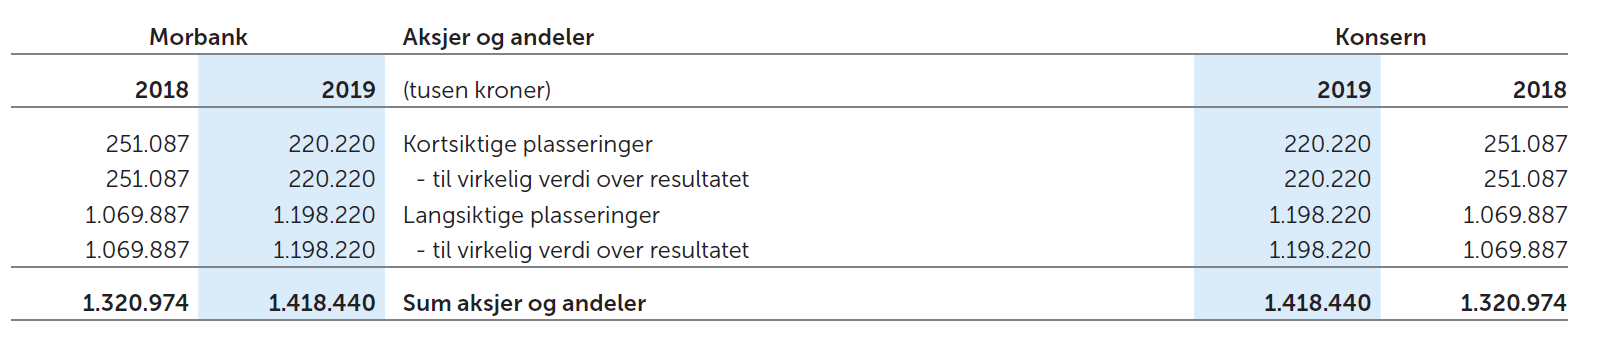 Morbank Aksjer og andeler Konsern
2018 2019 (tusen kroner) 2019 2018
251.087 220.220 Kortsiktige plasseringer 220.220 251.087
251.087 220.220 - til virkelig verdi over resultatet 220.220 251.087
1.069.887 1.198.220 Langsiktige plasseringer 1.198.220 1.069.887
1.069.887 1.198.220 - til virkelig verdi over resultatet 1.198.220 1.069.887
1.320.974 1.418.440 Sum aksjer og andeler 1.418.440 1.320.974